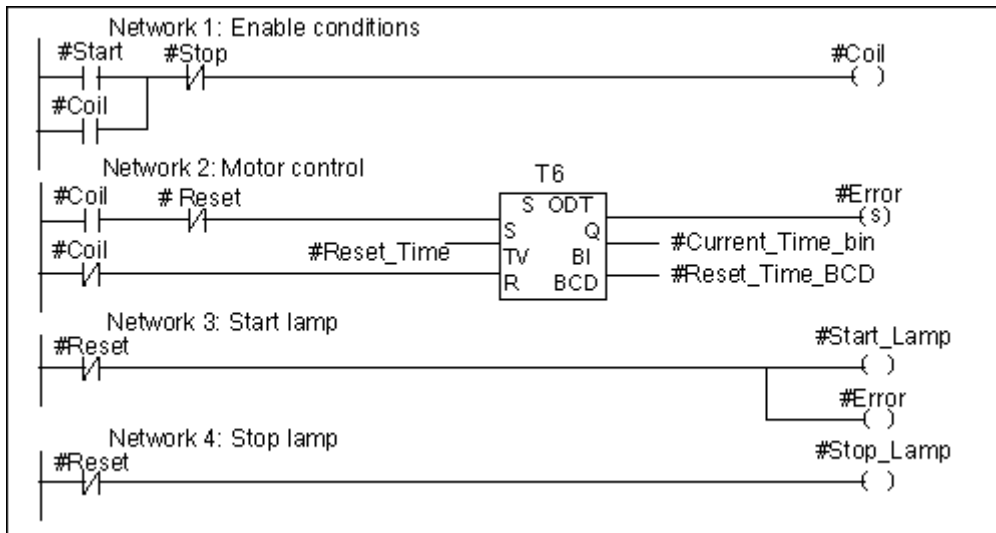 Network 1: Enable conditions
#Start #Stop #Coil
#Coil
Network 2: Motor control
T6
#Coil # Reset #Error
S ODT
(s)
S Q
#Coil #Reset_Time TV BI #Current_Time_bin
R BCD #Reset_Time_BCD
Network 3: Start lamp
#Reset #Start_Lamp
#Error
Network 4: Stop lamp
#Reset #Stop_Lamp